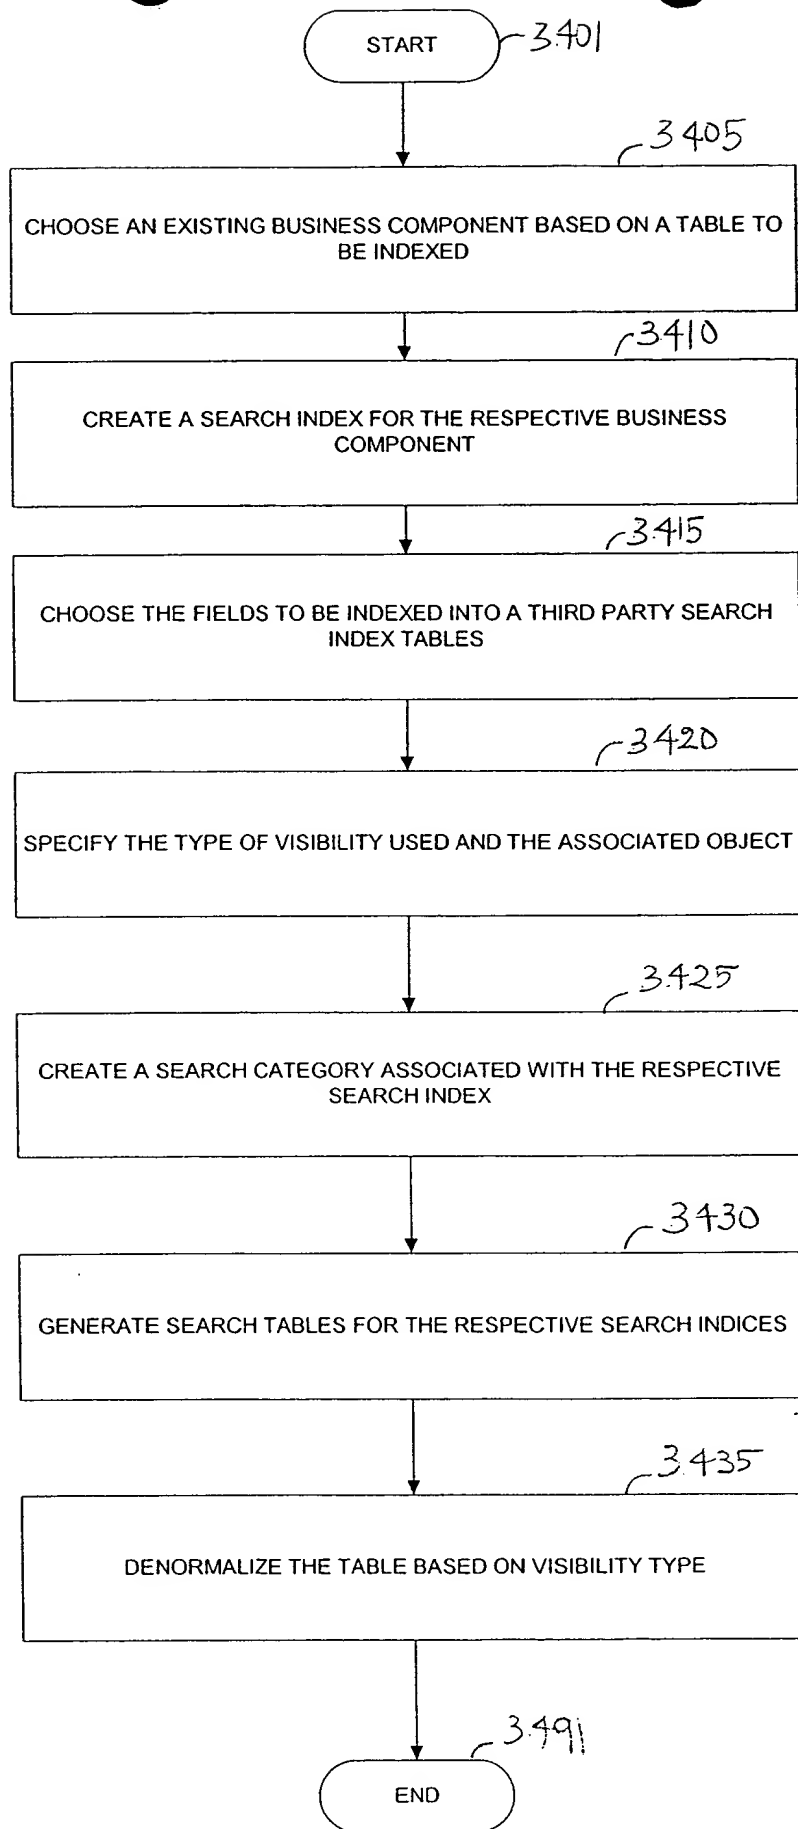 START
3401
3405
CHOOSE AN EXISTING BUSINESS COMPONENT BASED ON A TABLE TO
BE INDEXED
3410
CREATE A SEARCH INDEX FOR THE RESPECTIVE BUSINESS
COMPONENT
3415
CHOOSE THE FIELDS TO BE INDEXED INTO A THIRD PARTY SEARCH
INDEX TABLES
3420
SPECIFY THE TYPE OF VISIBILITY USED AND THE ASSOCIATED OBJECT
3425
CREATE A SEARCH CATEGORY ASSOCIATED WITH THE RESPECTIVE
SEARCH INDEX
3430
GENERATE SEARCH TABLES FOR THE RESPECTIVE SEARCH INDICES
3435
DENORMALIZE THE TABLE BASED ON VISIBILITY TYPE
3491
END